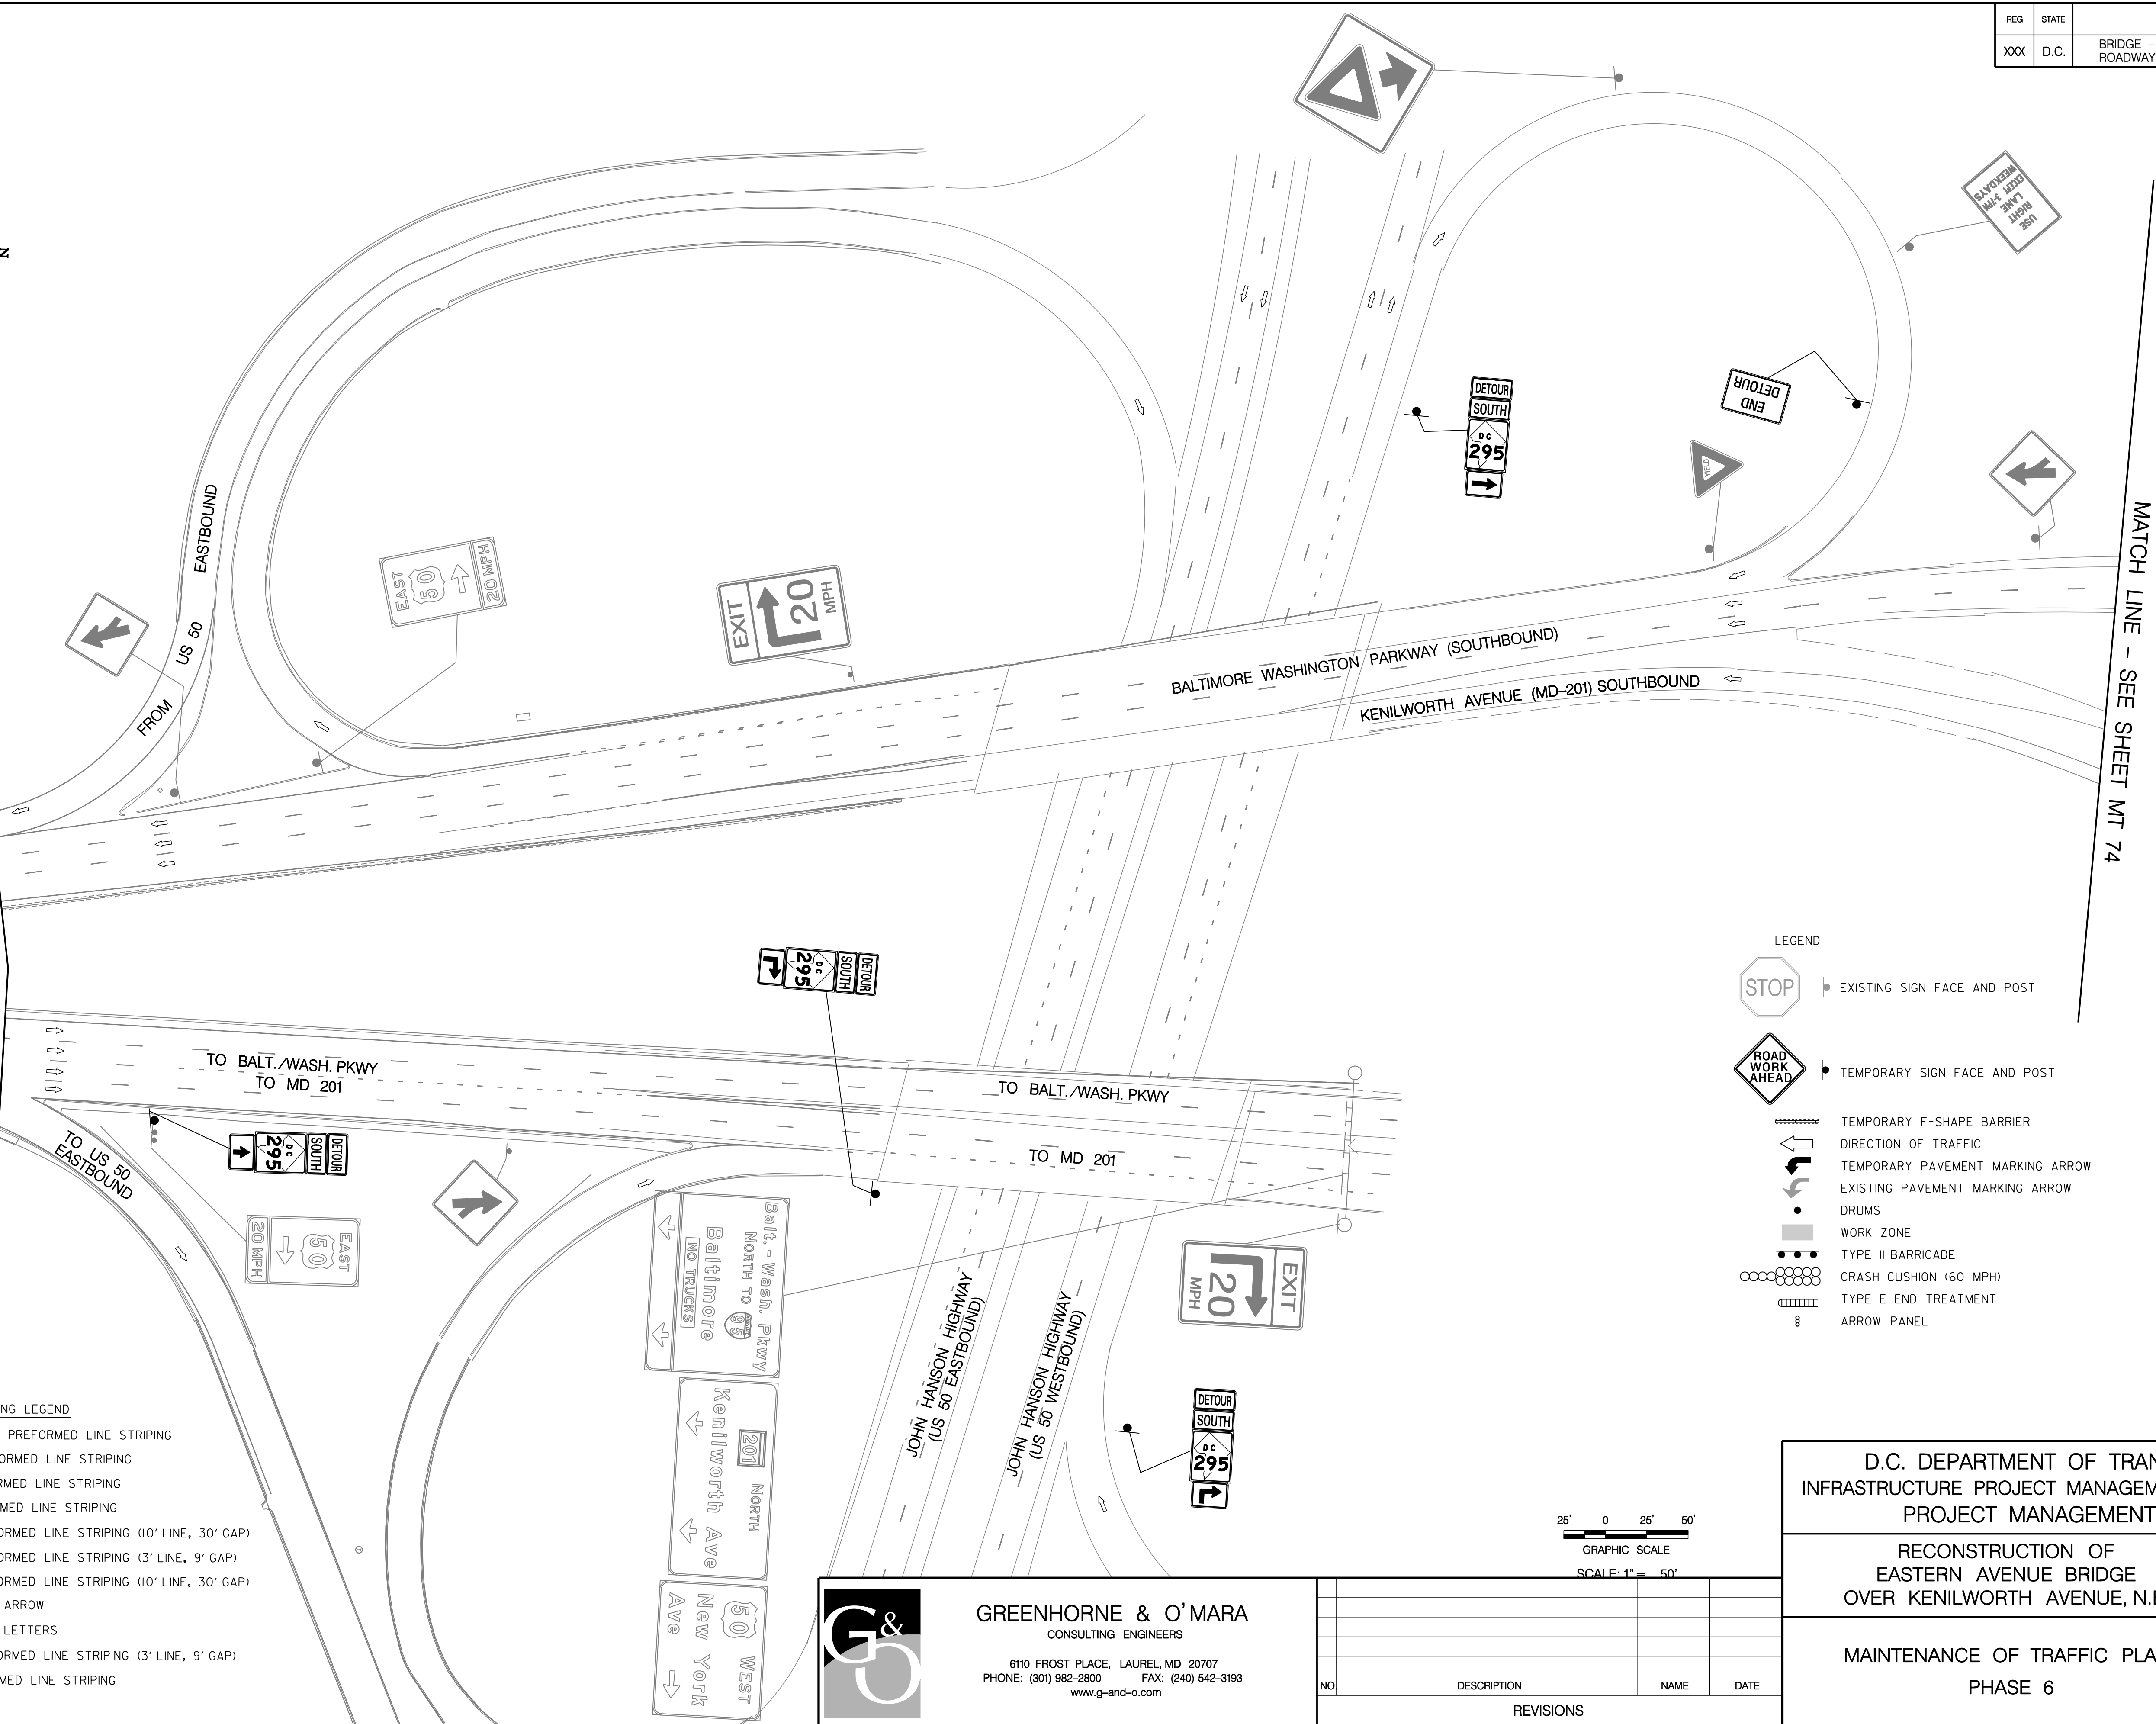 REG STATE
XXX D.C. BRIDGE –
ROADWAY
N
USE
RIGHT
LANE
EXCEPT 3-7PM
WEEKDAYS
DETOUR
SOUTH
DC
295
END
DETOUR
YIELD
MATCH LINE – SEE SHEET MT 74
EASTBOUND
US 50
FROM
EAST
50
20 MPH
EXIT
20
MPH
BALTIMORE WASHINGTON PARKWAY (SOUTHBOUND)
KENILWORTH AVENUE (MD–201) SOUTHBOUND
DETOUR
SOUTH
DC
295
TO BALT./WASH. PKWY
TO MD 201
TO BALT./WASH. PKWY
TO MD 201
TO US 50
EASTBOUND
DETOUR
SOUTH
DC
295
EAST
50
20 MPH
Balt.-Wash. Pkwy
NORTH TO 95
Baltimore
NO TRUCKS
201 NORTH
Kenilworth Ave
50 WEST
New York
Ave
EXIT
20
MPH
JOHN HANSON HIGHWAY
(US 50 EASTBOUND)
JOHN HANSON HIGHWAY
(US 50 WESTBOUND)
DETOUR
SOUTH
DC
295
LEGEND
STOP EXISTING SIGN FACE AND POST
ROAD
WORK
AHEAD
TEMPORARY SIGN FACE AND POST
TEMPORARY F-SHAPE BARRIER
DIRECTION OF TRAFFIC
TEMPORARY PAVEMENT MARKING ARROW
EXISTING PAVEMENT MARKING ARROW
DRUMS
WORK ZONE
TYPE III BARRICADE
CRASH CUSHION (60 MPH)
TYPE E END TREATMENT
ARROW PANEL
NG LEGEND
PREFORMED LINE STRIPING
ORMED LINE STRIPING
RMED LINE STRIPING
MED LINE STRIPING
ORMED LINE STRIPING (10' LINE, 30' GAP)
ORMED LINE STRIPING (3' LINE, 9' GAP)
ORMED LINE STRIPING (10' LINE, 30' GAP)
ARROW
LETTERS
ORMED LINE STRIPING (3' LINE, 9' GAP)
MED LINE STRIPING
25' 0 25' 50'
GRAPHIC SCALE
SCALE: 1" = 50'
G&O
GREENHORNE & O'MARA
CONSULTING ENGINEERS
6110 FROST PLACE, LAUREL, MD 20707
PHONE: (301) 982–2800 FAX: (240) 542–3193
www.g–and–o.com
NO. DESCRIPTION NAME DATE
REVISIONS
D.C. DEPARTMENT OF TRAN
INFRASTRUCTURE PROJECT MANAGEM
PROJECT MANAGEMENT
RECONSTRUCTION OF
EASTERN AVENUE BRIDGE
OVER KENILWORTH AVENUE, N.E
MAINTENANCE OF TRAFFIC PLA
PHASE 6